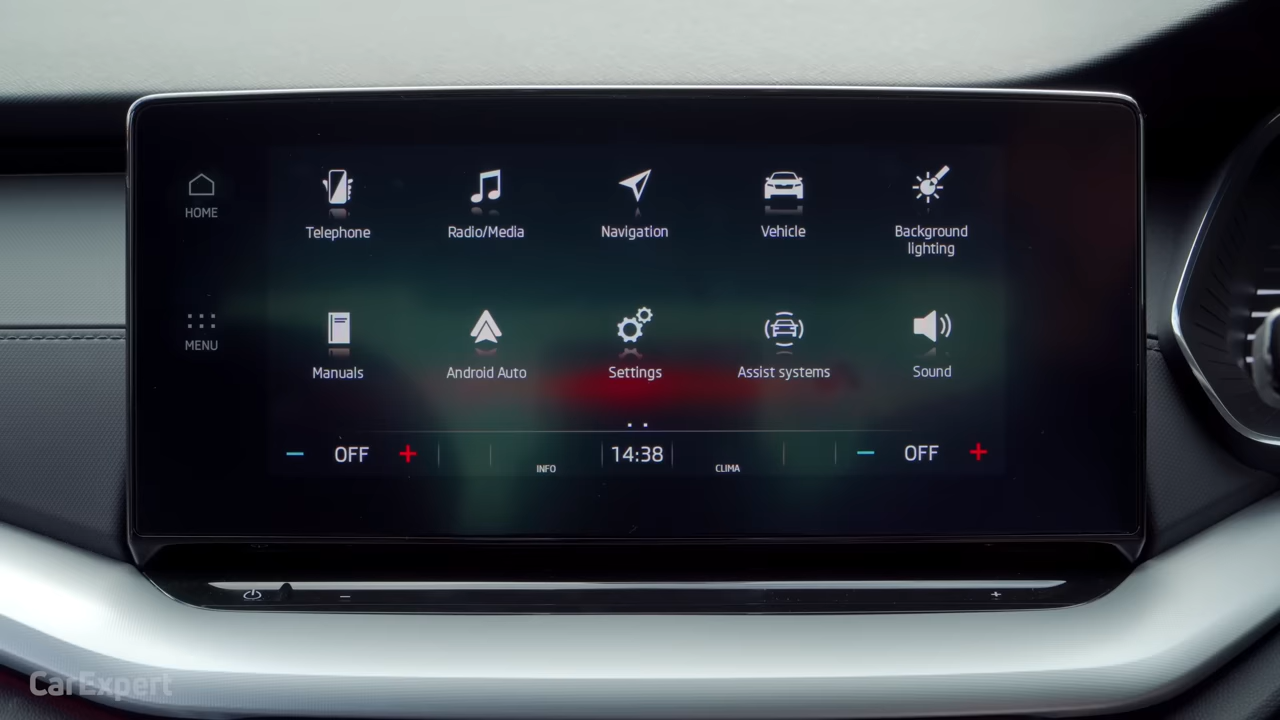 HOME
Telephone
Radio/Media
Navigation
Vehicle
Background
lighting
MENU
Manuals
Android Auto
Settings
Assist systems
Sound
− OFF +
INFO
14:38
CLIMA
− OFF +
− +
CarExpert